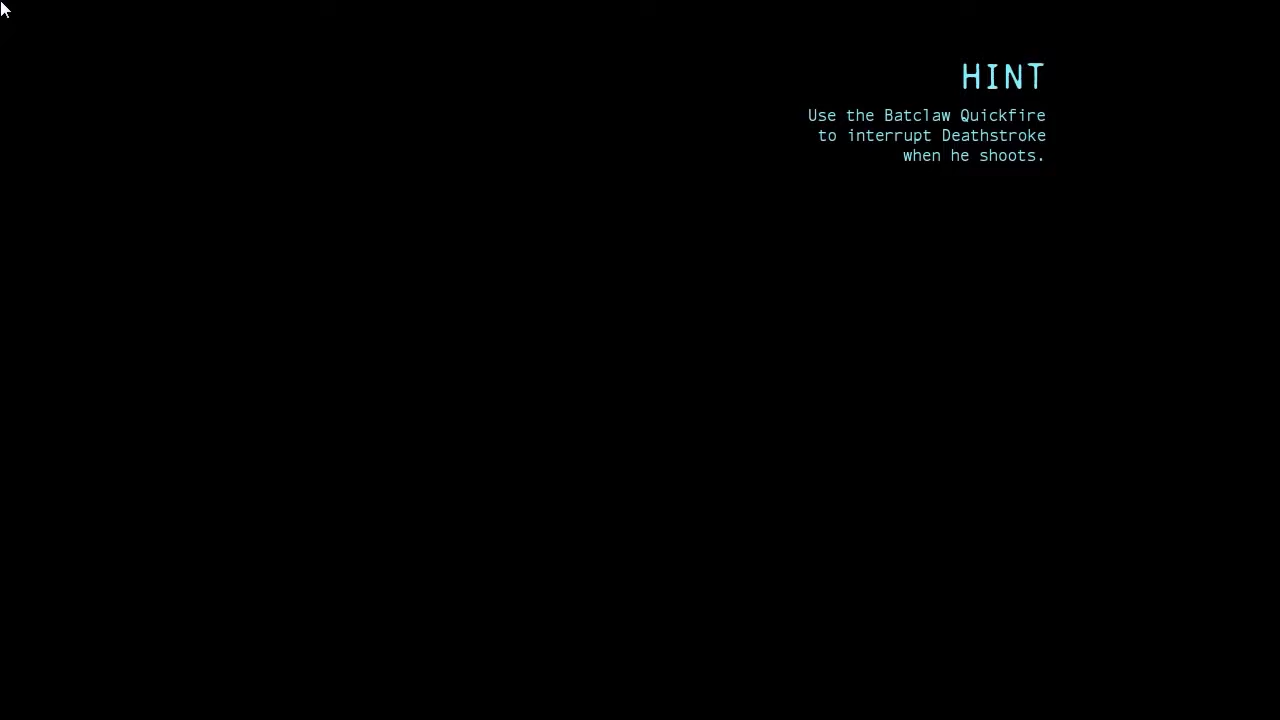 HINT
Use the Batclaw Quickfire
to interrupt Deathstroke
when he shoots.